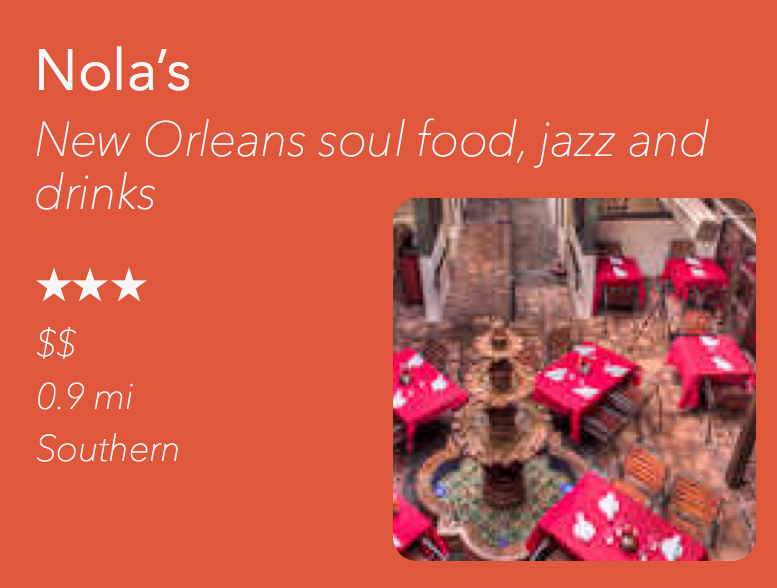 Nola’s
New Orleans soul food, jazz and
drinks
★★★
$$
0.9 mi
Southern